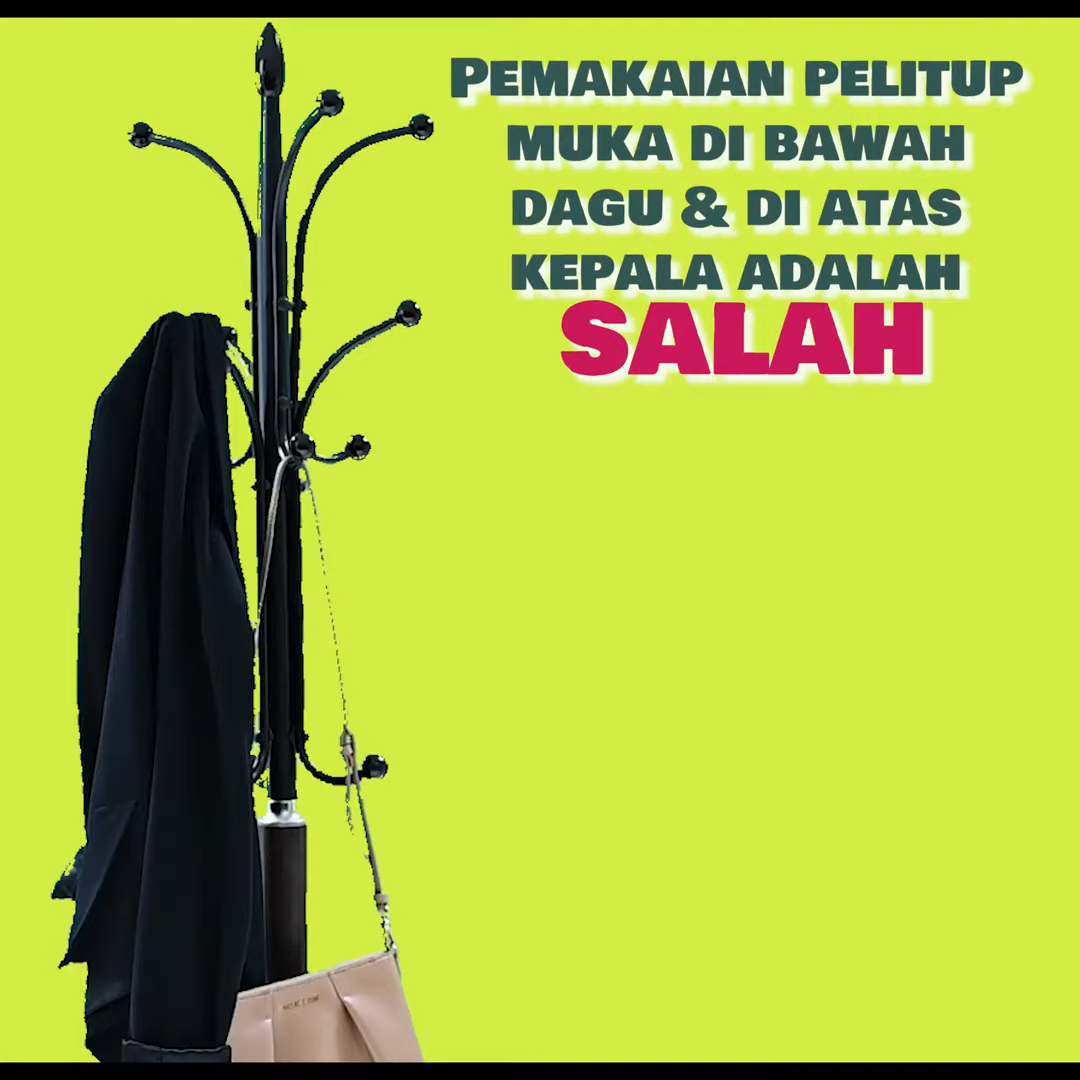 PEMAKAIAN PELITUP
MUKA DI BAWAH
DAGU & DI ATAS
KEPALA ADALAH
SALAH